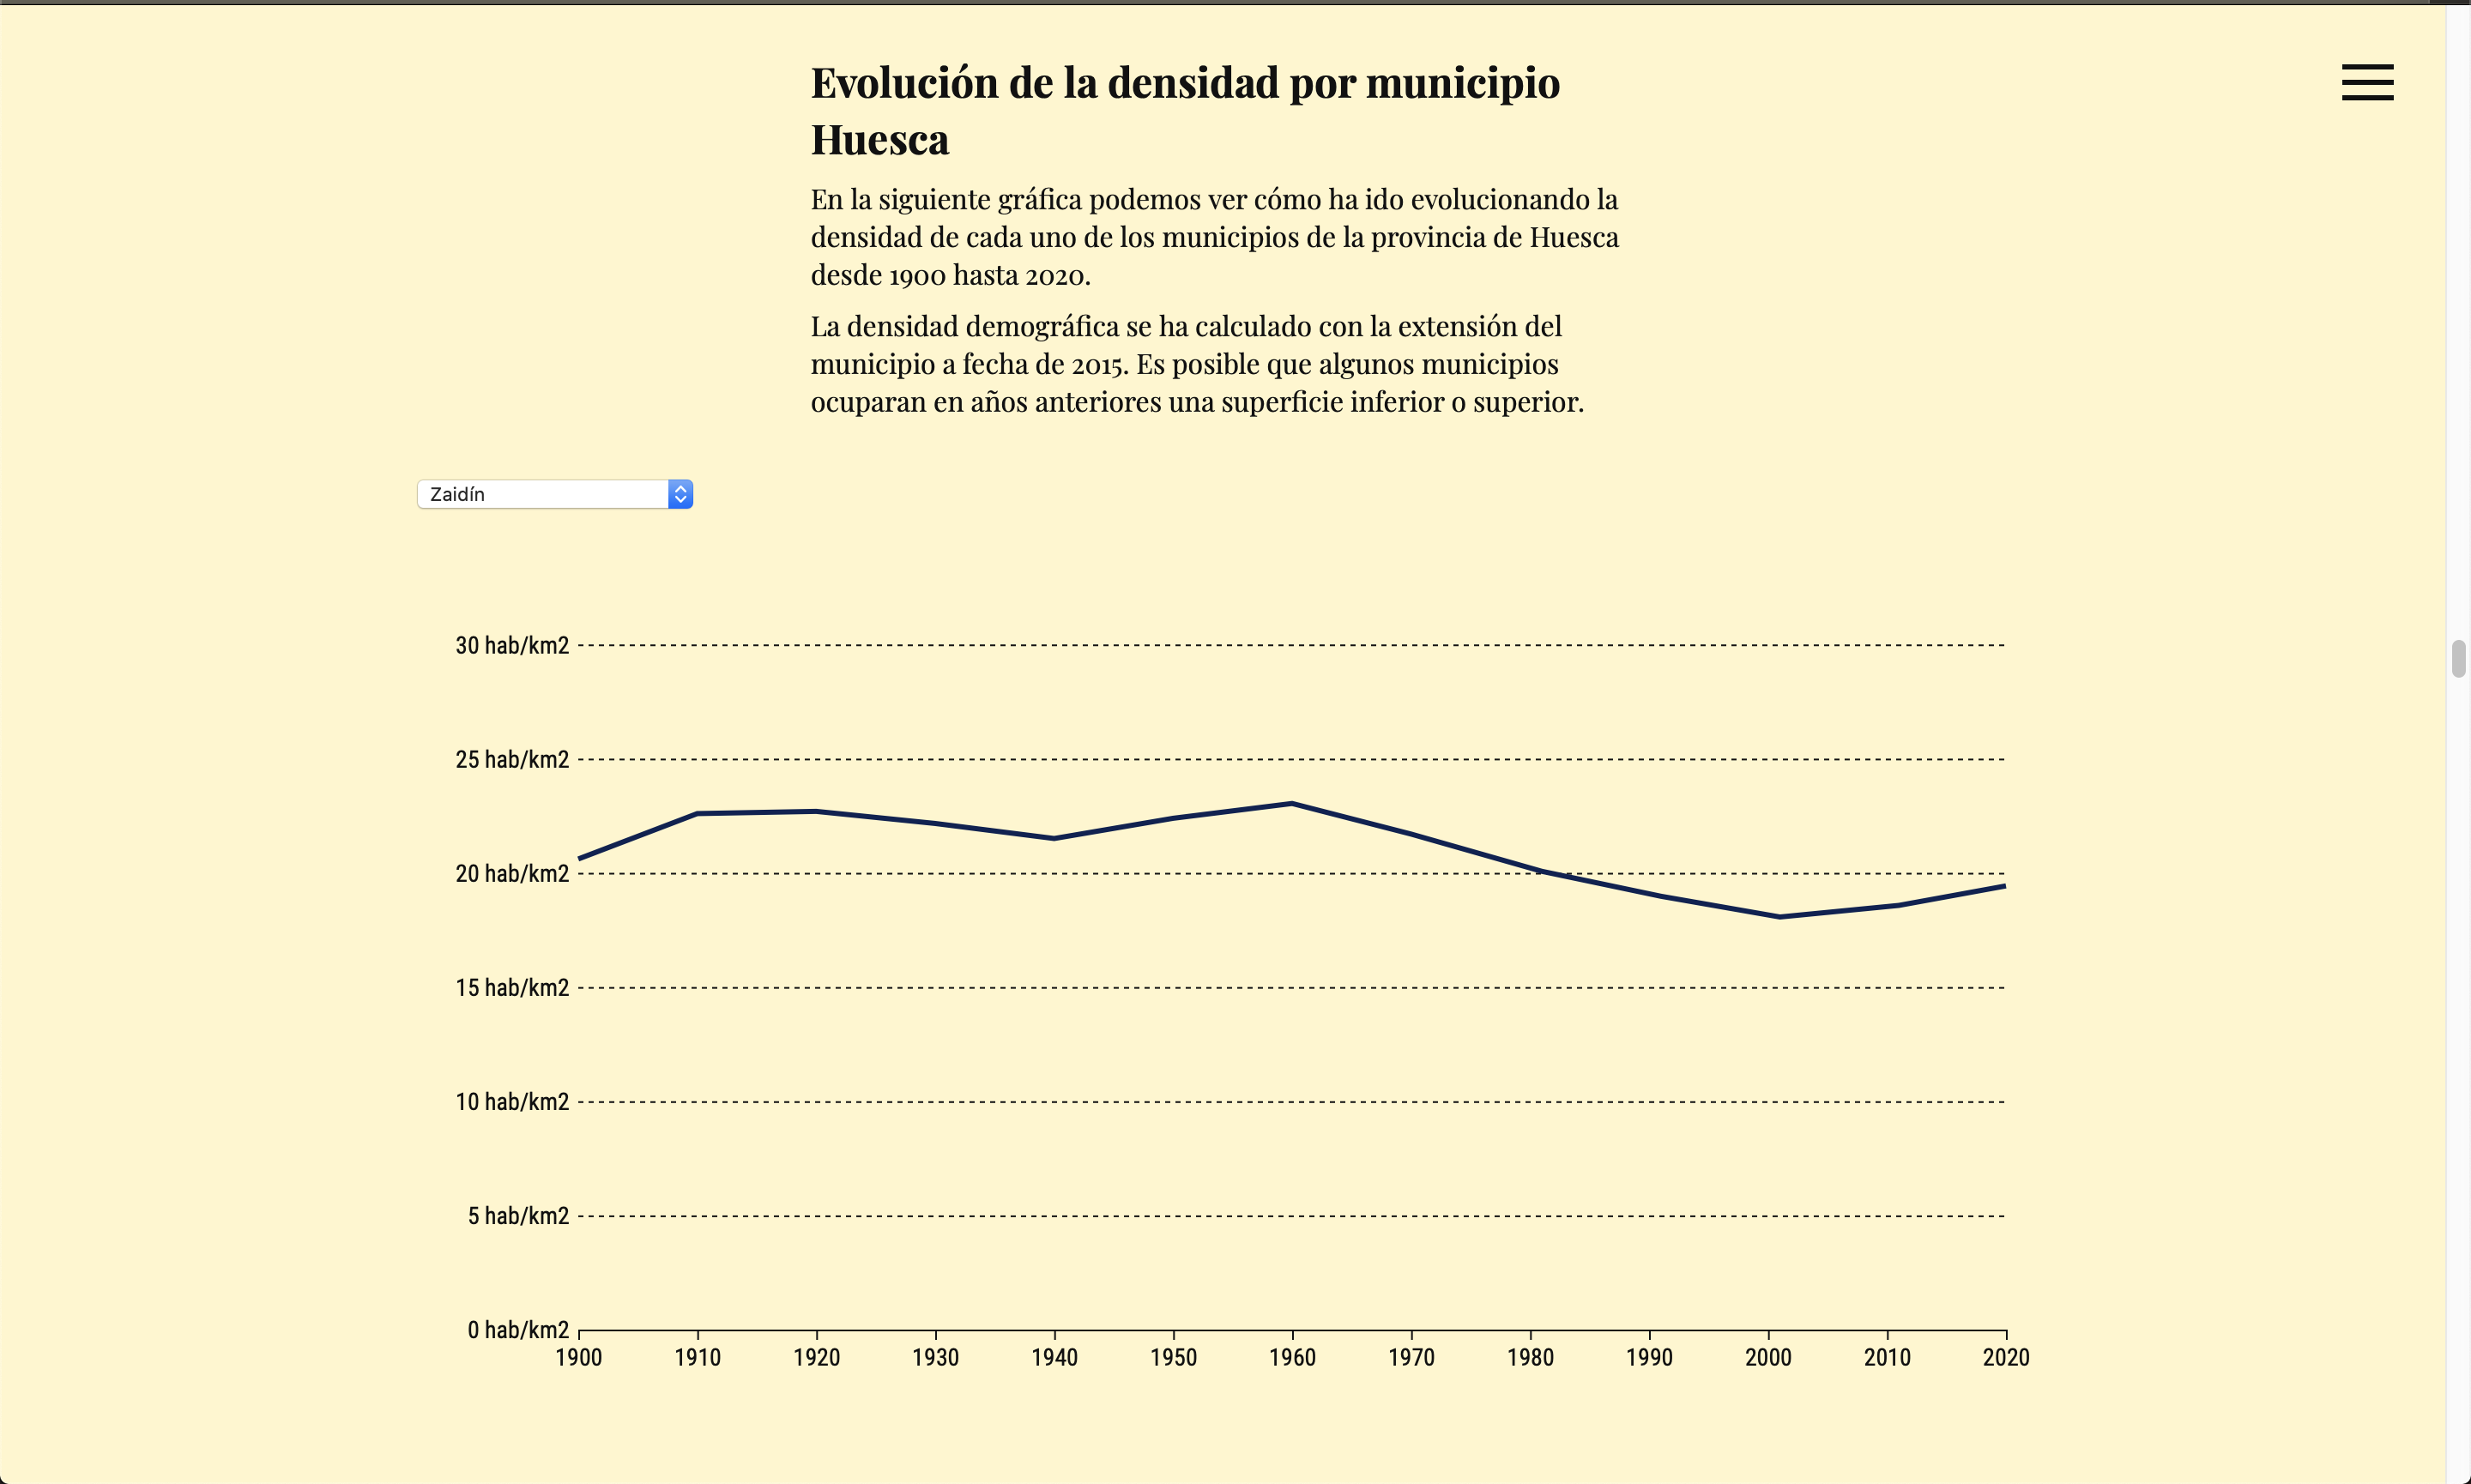 Evolución de la densidad por municipio
Huesca
En la siguiente gráfica podemos ver cómo ha ido evolucionando la
densidad de cada uno de los municipios de la provincia de Huesca
desde 1900 hasta 2020.
La densidad demográfica se ha calculado con la extensión del
municipio a fecha de 2015. Es posible que algunos municipios
ocuparan en años anteriores una superficie inferior o superior.
Zaidín
30 hab/km2
25 hab/km2
20 hab/km2
15 hab/km2
10 hab/km2
5 hab/km2
0 hab/km2
1900 1910 1920 1930 1940 1950 1960 1970 1980 1990 2000 2010 2020